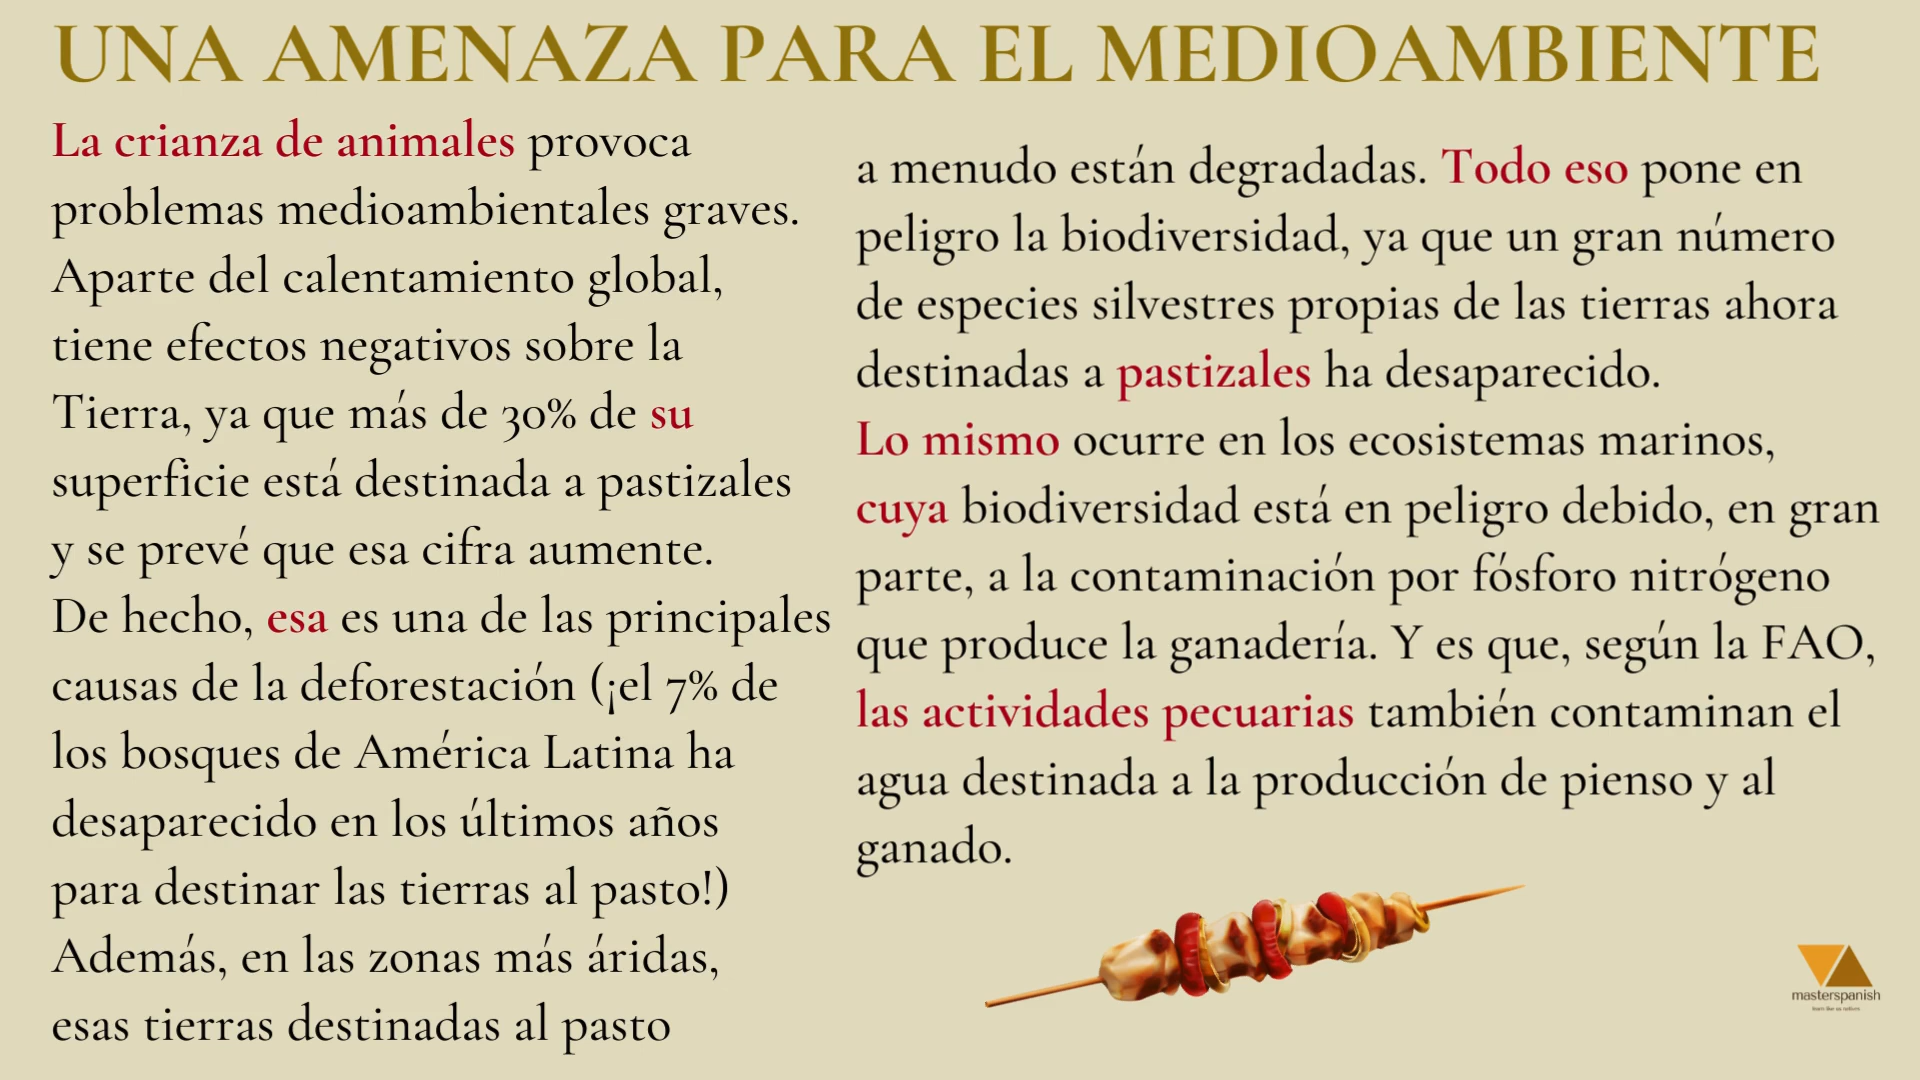 UNA AMENAZA PARA EL MEDIOAMBIENTE
La crianza de animales provoca
problemas medioambientales graves.
Aparte del calentamiento global,
tiene efectos negativos sobre la
Tierra, ya que más de 30% de su
superficie está destinada a pastizales
y se prevé que esa cifra aumente.
De hecho, esa es una de las principales
causas de la deforestación (¡el 7% de
los bosques de América Latina ha
desaparecido en los últimos años
para destinar las tierras al pasto!)
Además, en las zonas más áridas,
esas tierras destinadas al pasto
a menudo están degradadas. Todo eso pone en
peligro la biodiversidad, ya que un gran número
de especies silvestres propias de las tierras ahora
destinadas a pastizales ha desaparecido.
Lo mismo ocurre en los ecosistemas marinos,
cuya biodiversidad está en peligro debido, en gran
parte, a la contaminación por fósforo nitrógeno
que produce la ganadería. Y es que, según la FAO,
las actividades pecuarias también contaminan el
agua destinada a la producción de pienso y al
ganado.
masterspanish
learn like us natives